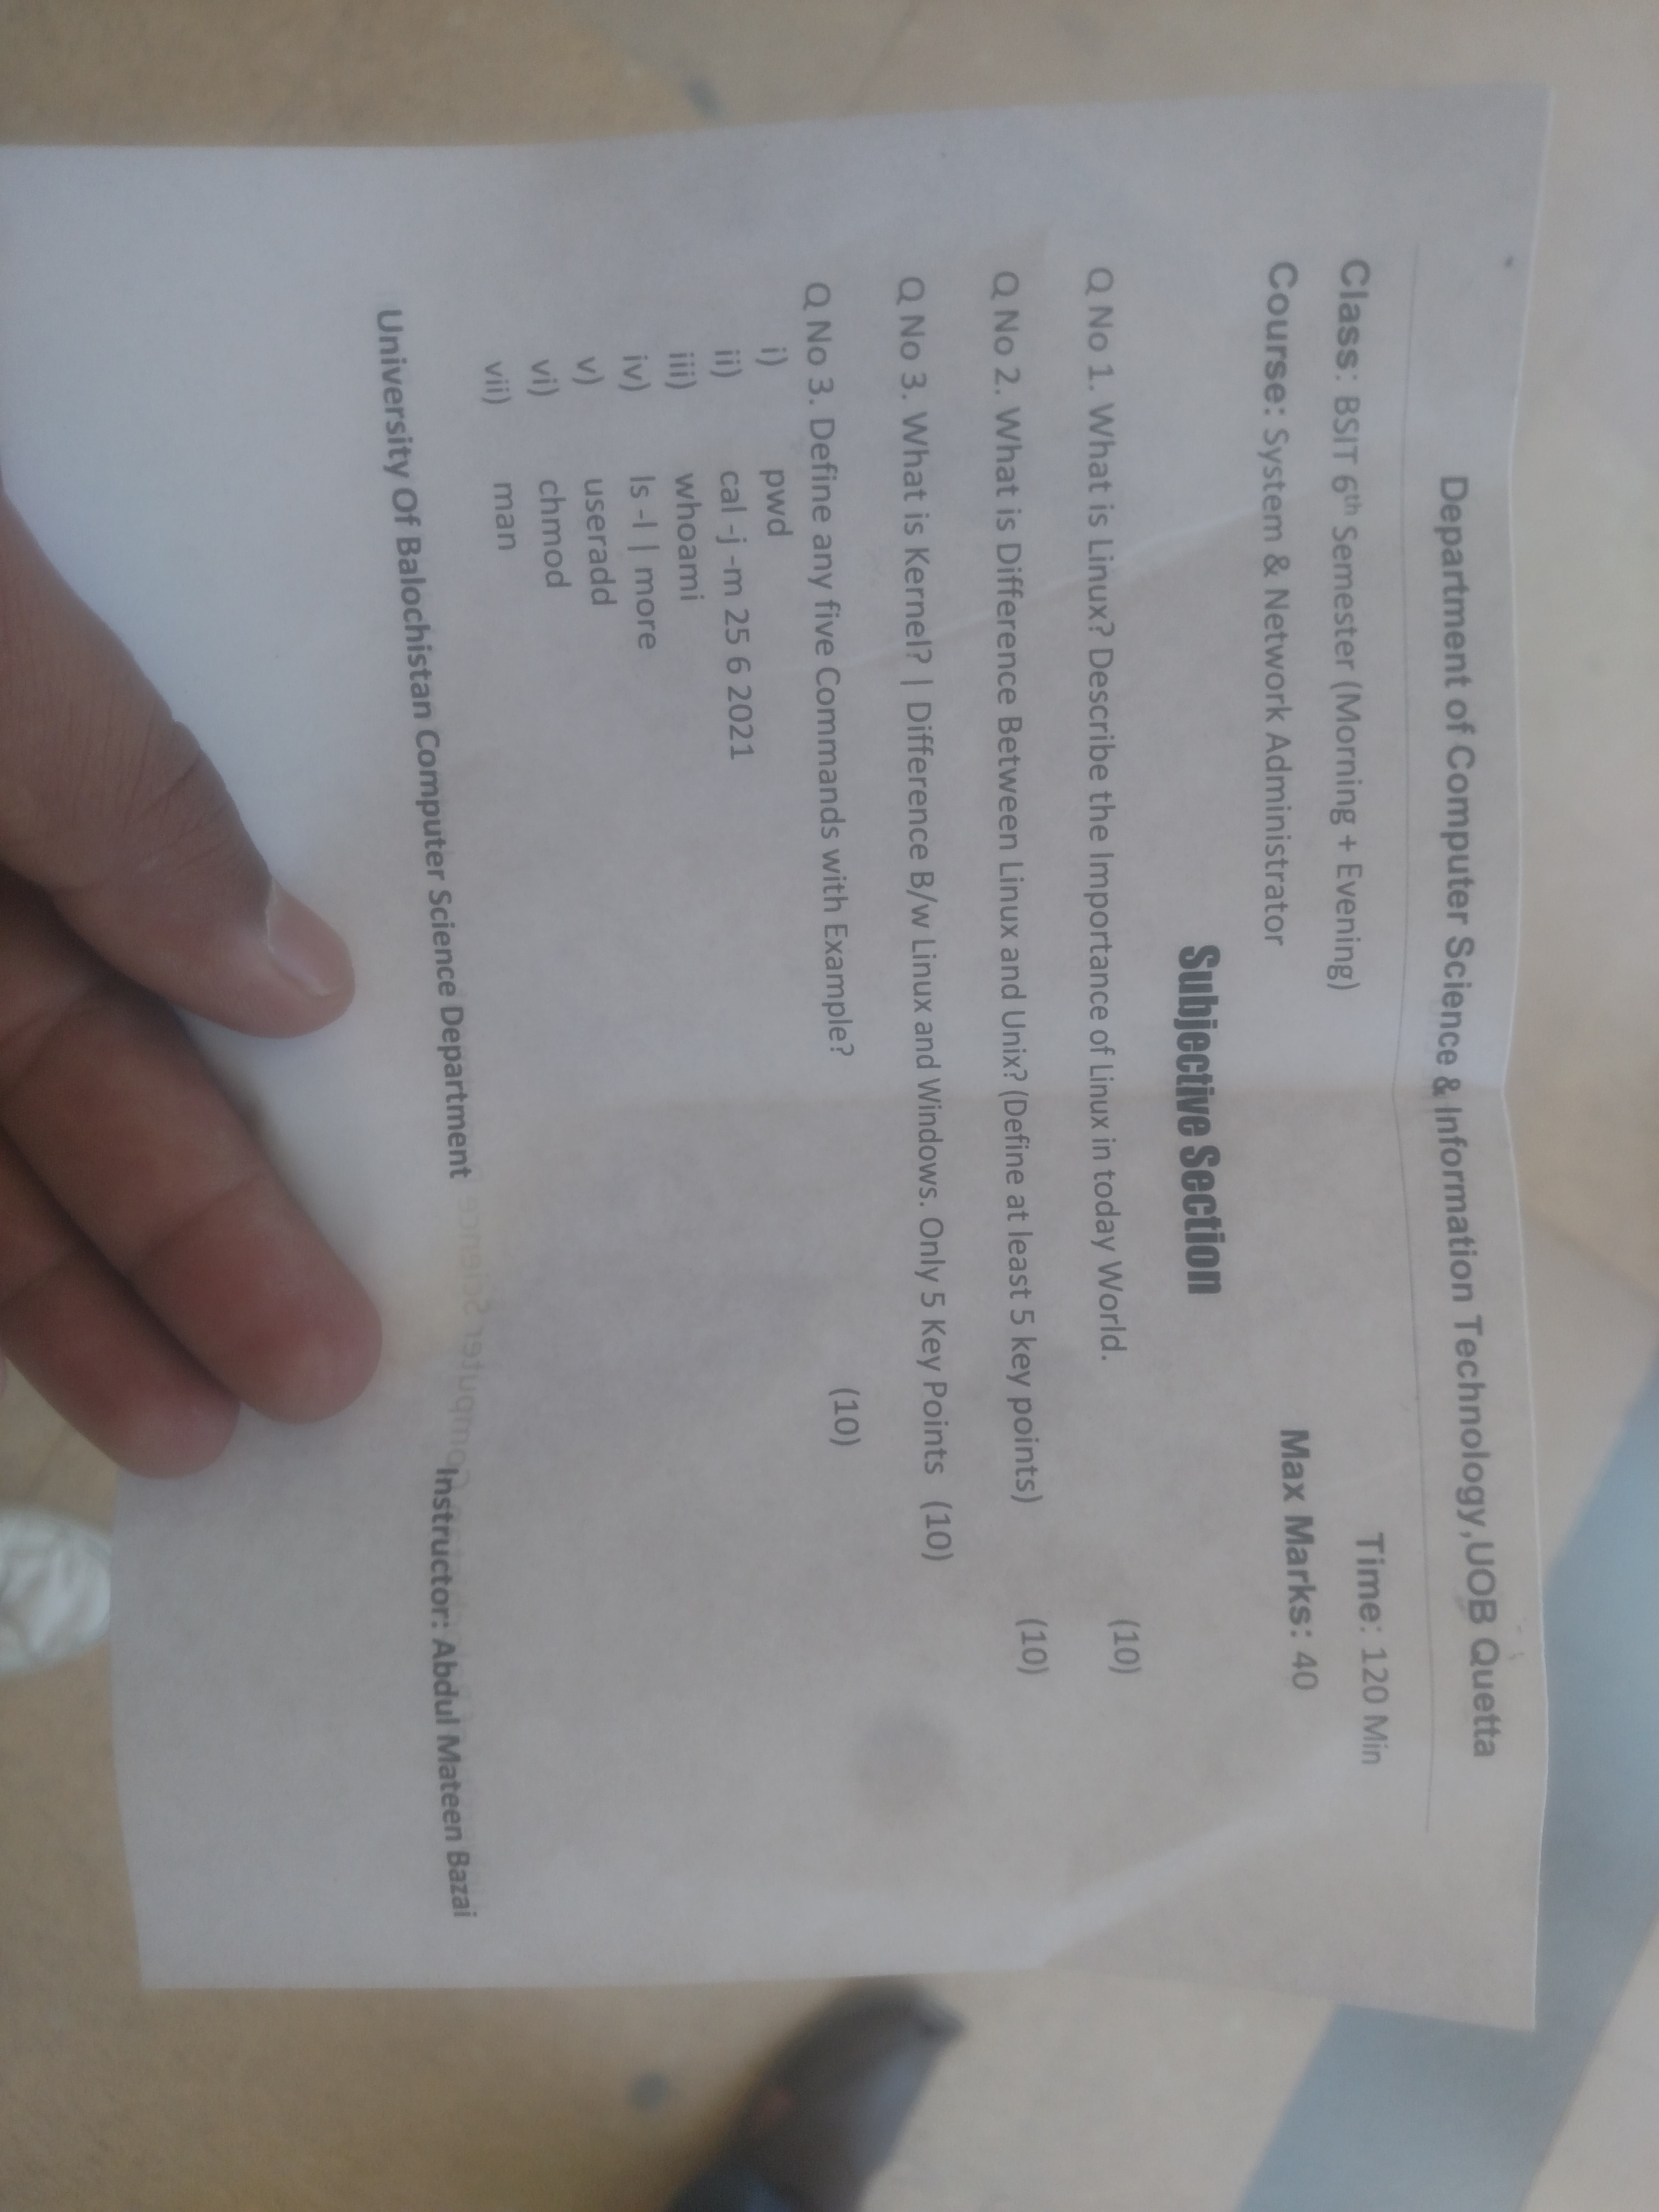 Department of Computer Science & Information Technology,UOB Quetta
Class: BSIT 6th Semester (Morning + Evening) Time: 120 Min
Course: System & Network Administrator Max Marks: 40
Subjective Section
Q No 1. What is Linux? Describe the Importance of Linux in today World. (10)
Q No 2. What is Difference Between Linux and Unix? (Define at least 5 key points) (10)
Q No 3. What is Kernel? | Difference B/w Linux and Windows. Only 5 Key Points (10)
Q No 3. Define any five Commands with Example? (10)
i) pwd
ii) cal -j -m 25 6 2021
iii) whoami
iv) ls -l | more
v) useradd
vi) chmod
vii) man
University Of Balochistan Computer Science Department Instructor: Abdul Mateen Bazai